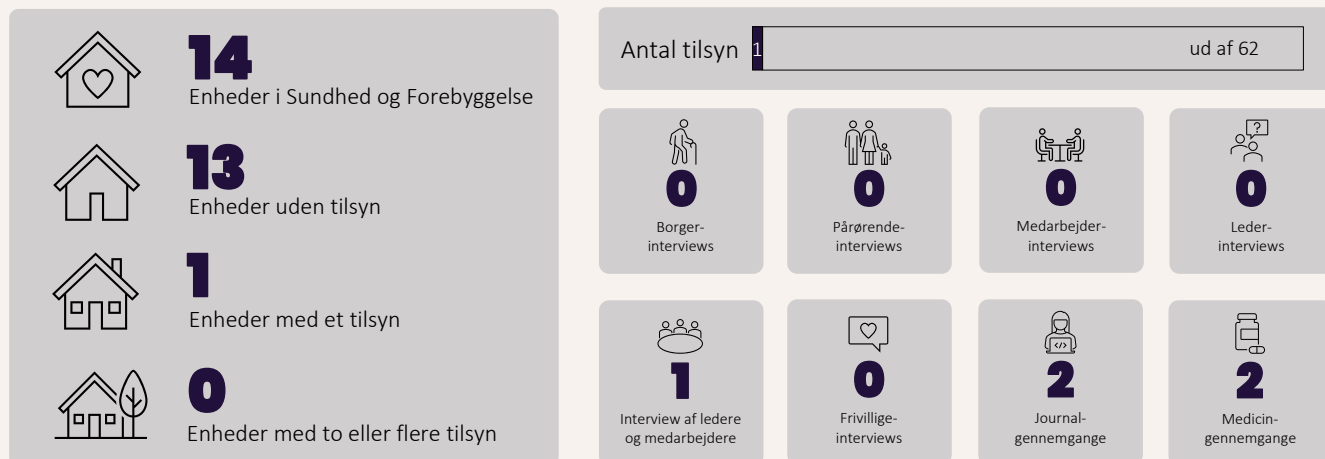 14
Enheder i Sundhed og Forebyggelse
13
Enheder uden tilsyn
1
Enheder med et tilsyn
0
Enheder med to eller flere tilsyn
Antal tilsyn 1 ud af 62
?
0
Borger-
interviews
0
Pårørende-
interviews
0
Medarbejder-
interviews
0
Leder-
interviews
1
Interview af ledere
og medarbejdere
0
Frivillige-
interviews
</>
2
Journal-
gennemgange
2
Medicin-
gennemgange